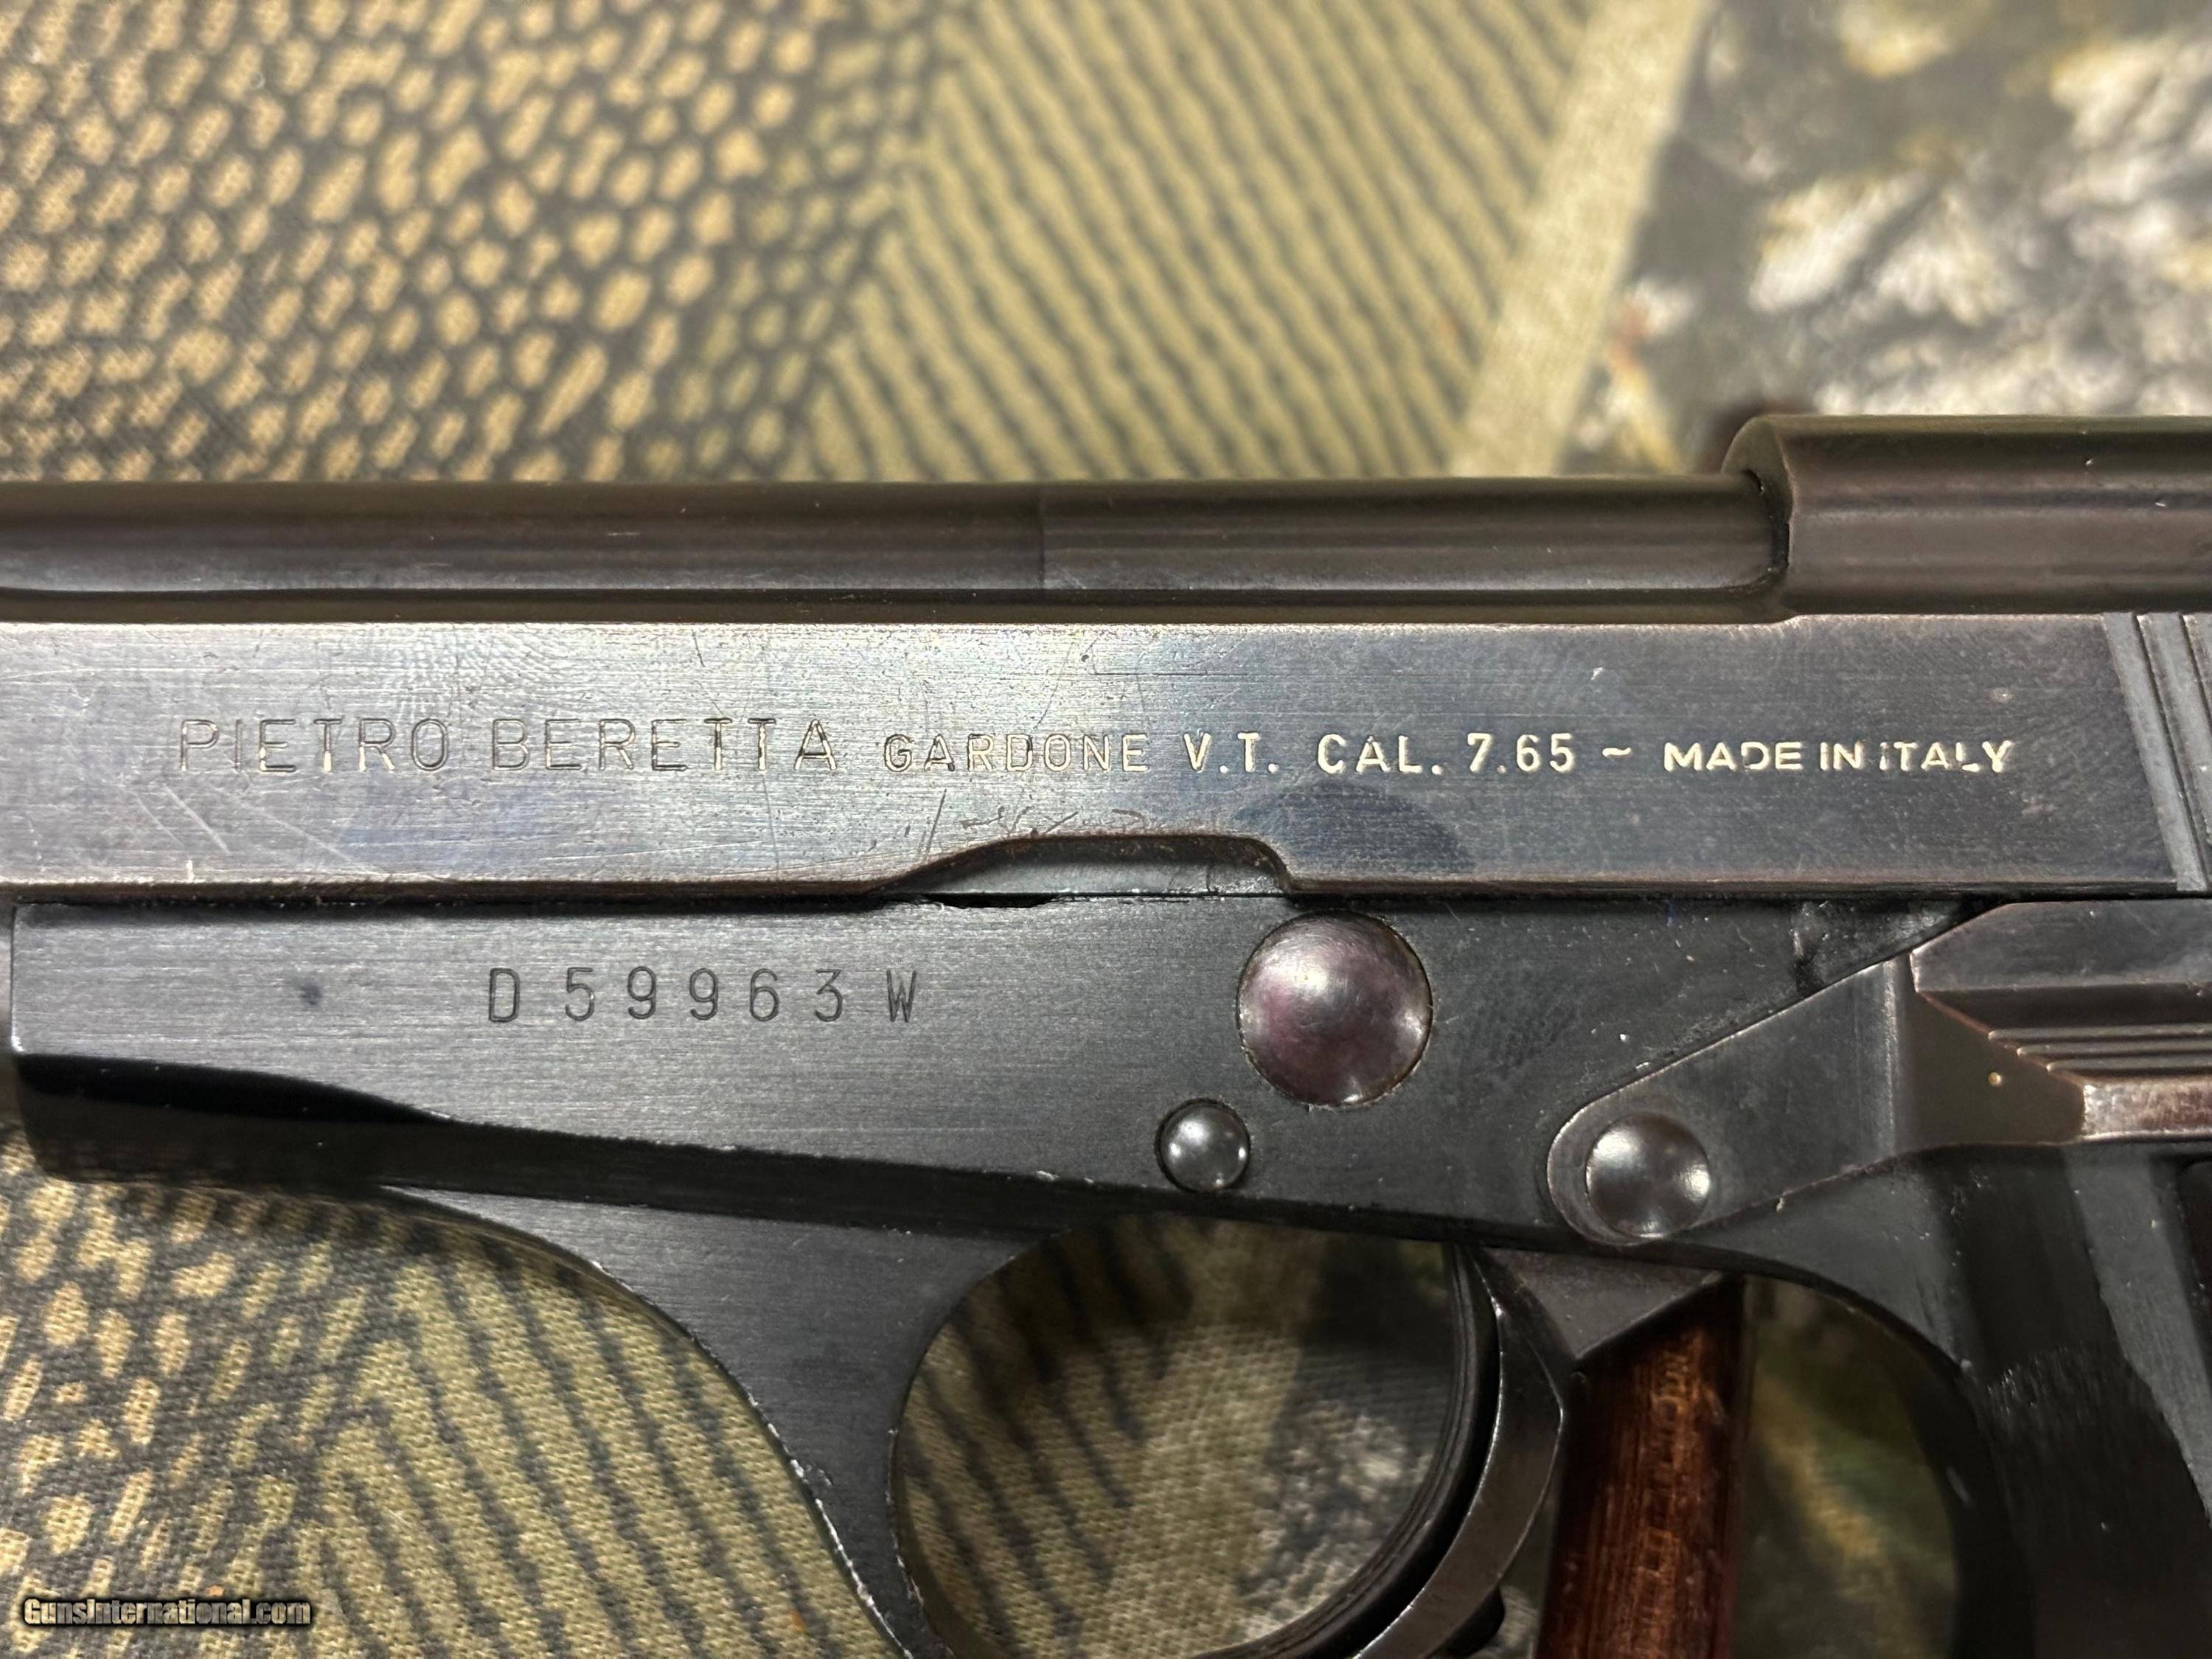 PIETRO BERETTA GARDONE V.T. CAL. 7.65 ~ MADE IN ITALY
D 59963 W
GunsInternational.com